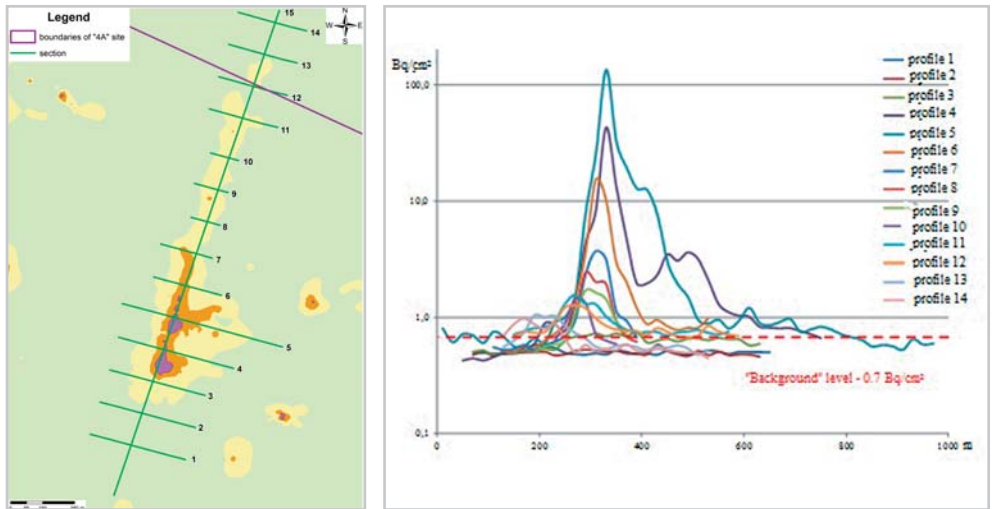 Legend
boundaries of "4A" site
section
N
W E
S
15
14
13
12
11
10
9
8
7
6
5
4
3
2
1
Bq/cm²
100,0
10,0
1,0
0,1
0
200
400
600
800
1000 m
"Background" level - 0.7 Bq/cm²
profile 1
profile 2
profile 3
profile 4
profile 5
profile 6
profile 7
profile 8
profile 9
profile 10
profile 11
profile 12
profile 13
profile 14